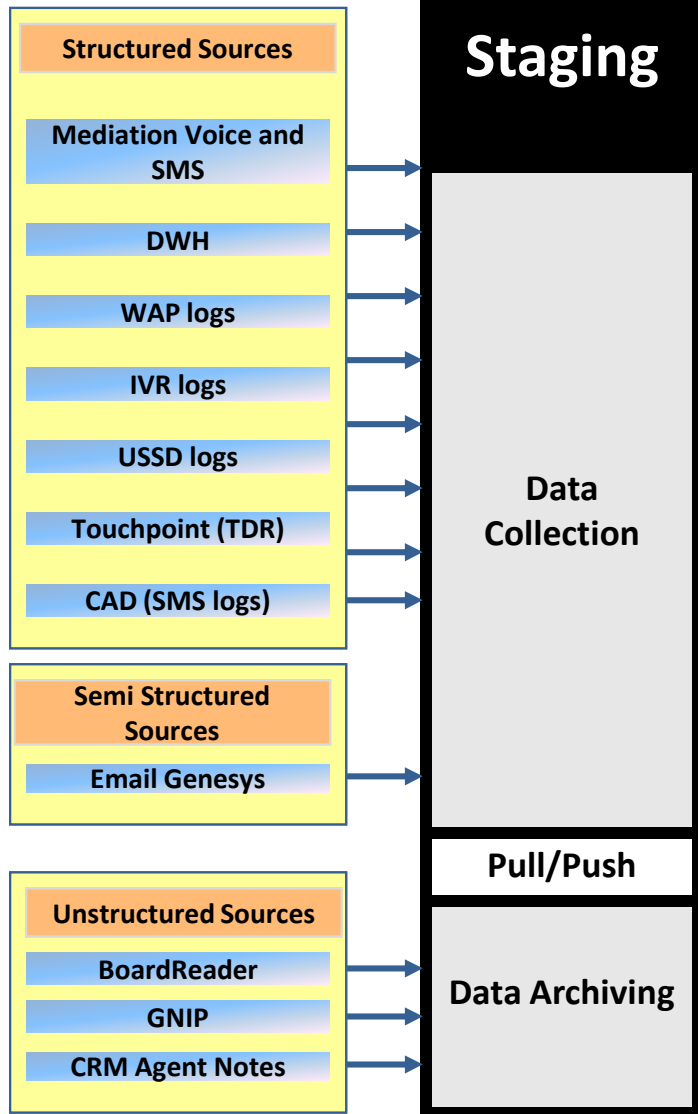 Structured Sources
Mediation Voice and
SMS
DWH
WAP logs
IVR logs
USSD logs
Touchpoint (TDR)
CAD (SMS logs)
Semi Structured
Sources
Email Genesys
Unstructured Sources
BoardReader
GNIP
CRM Agent Notes
Staging
Data
Collection
Pull/Push
Data Archiving